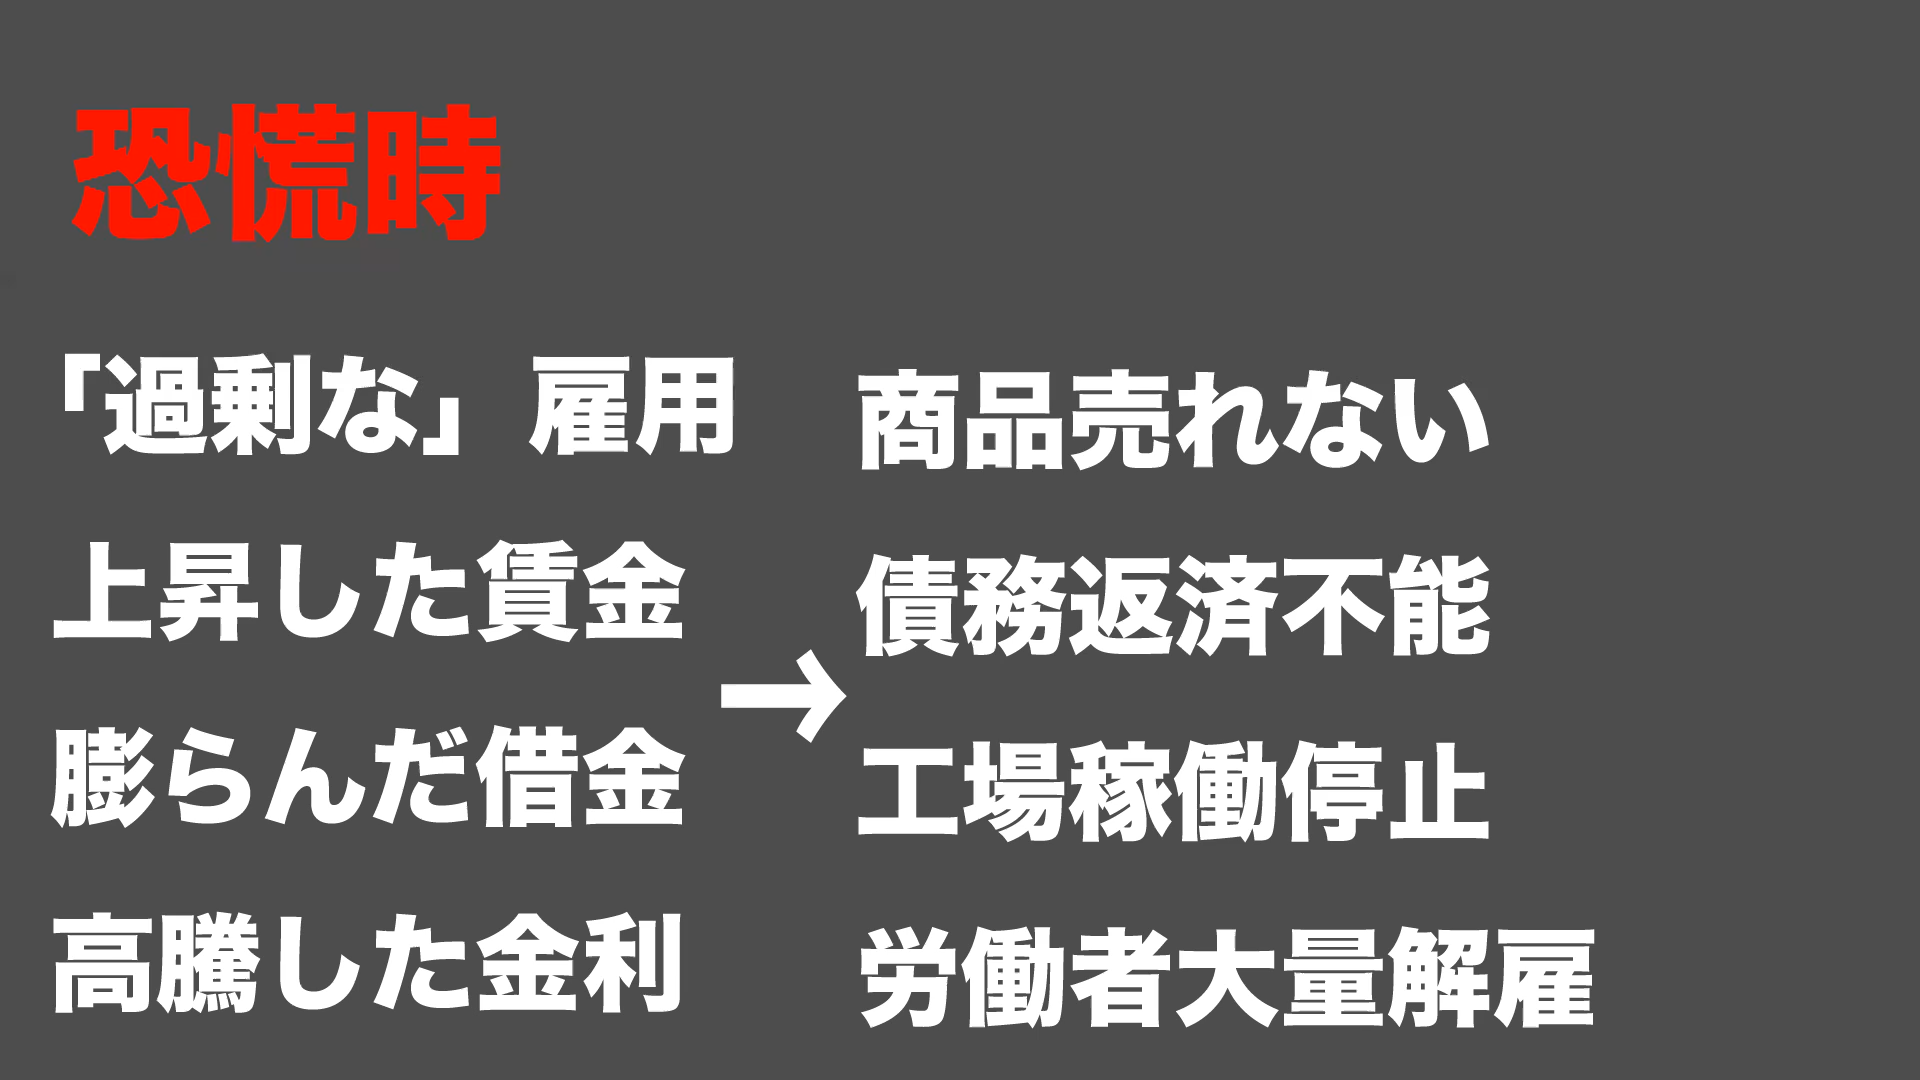 恐慌時
「過剰な」雇用
上昇した賃金
膨らんだ借金
高騰した金利
→
商品売れない
債務返済不能
工場稼働停止
労働者大量解雇